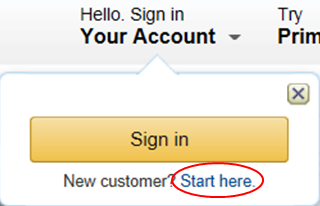 Hello. Sign in Try
Your Account Prim
Sign in
New customer? Start here.